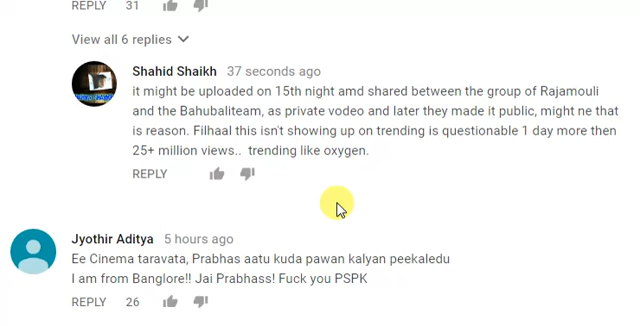 REPLY 31
View all 6 replies
Shahid Shaikh 37 seconds ago
it might be uploaded on 15th night amd shared between the group of Rajamouli
and the Bahubaliteam, as private vodeo and later they made it public, might ne that
is reason. Filhaal this isn't showing up on trending is questionable 1 day more then
25+ million views.. trending like oxygen.
REPLY
Jyothir Aditya 5 hours ago
Ee Cinema taravata, Prabhas aatu kuda pawan kalyan peekaledu
I am from Banglore!! Jai Prabhass! Fuck you PSPK
REPLY 26